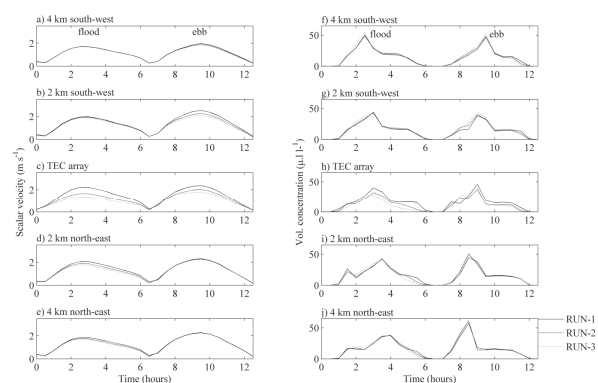 a) 4 km south-west
flood
ebb
2
0
0 2 4 6 8 10 12
b) 2 km south-west
2
0
0 2 4 6 8 10 12
c) TEC array
4
2
0
0 2 4 6 8 10 12
d) 2 km north-east
2
0
0 2 4 6 8 10 12
e) 4 km north-east
2
0
0 2 4 6 8 10 12
Time (hours)
Scalar velocity (m s-1)
f) 4 km south-west
flood
ebb
50
0
0 2 4 6 8 10 12
g) 2 km south-west
50
0
0 2 4 6 8 10 12
h) TEC array
50
0
0 2 4 6 8 10 12
i) 2 km north-east
50
0
0 2 4 6 8 10 12
j) 4 km north-east
50
0
0 2 4 6 8 10 12
Time (hours)
Vol. concentration (μ.l l-1)
RUN-1
RUN-2
RUN-3